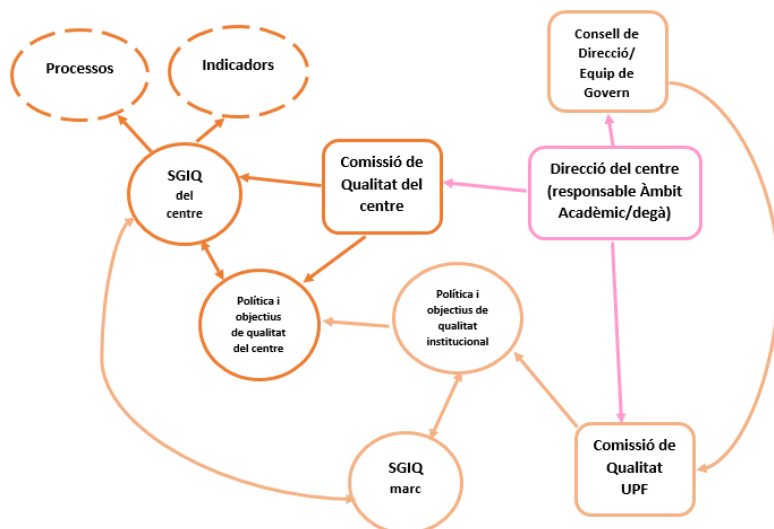 Processos
Indicadors
Consell de
Direcció/
Equip de
Govern
SGIQ
del
centre
Comissió de
Qualitat del
centre
Direcció del centre
(responsable Àmbit
Acadèmic/degà)
Política i
objectius
de qualitat
del centre
Política i
objectius de
qualitat
institucional
SGIQ
marc
Comissió de
Qualitat
UPF